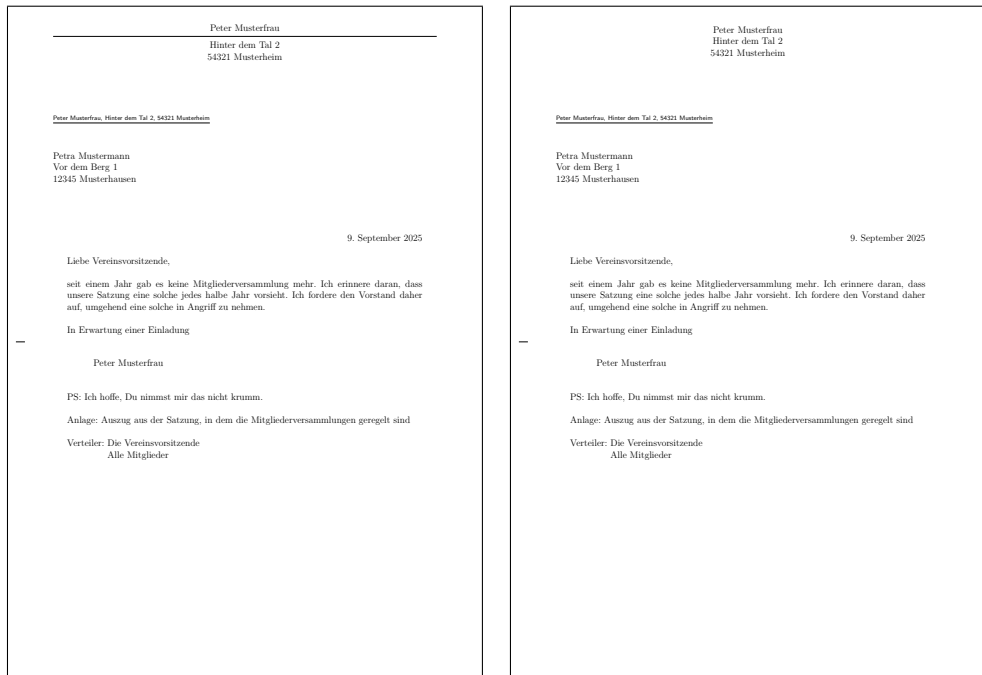 Peter Musterfrau
Hinter dem Tal 2
54321 Musterheim
Peter Musterfrau, Hinter dem Tal 2, 54321 Musterheim
Petra Mustermann
Vor dem Berg 1
12345 Musterhausen
9. September 2025
Liebe Vereinsvorsitzende,
seit einem Jahr gab es keine Mitgliederversammlung mehr. Ich erinnere daran, dass
unsere Satzung eine solche jedes halbe Jahr vorsieht. Ich fordere den Vorstand daher
auf, umgehend eine solche in Angriff zu nehmen.
In Erwartung einer Einladung
Peter Musterfrau
PS: Ich hoffe, Du nimmst mir das nicht krumm.
Anlage: Auszug aus der Satzung, in dem die Mitgliederversammlungen geregelt sind
Verteiler: Die Vereinsvorsitzende
Alle Mitglieder
Peter Musterfrau
Hinter dem Tal 2
54321 Musterheim
Peter Musterfrau, Hinter dem Tal 2, 54321 Musterheim
Petra Mustermann
Vor dem Berg 1
12345 Musterhausen
9. September 2025
Liebe Vereinsvorsitzende,
seit einem Jahr gab es keine Mitgliederversammlung mehr. Ich erinnere daran, dass
unsere Satzung eine solche jedes halbe Jahr vorsieht. Ich fordere den Vorstand daher
auf, umgehend eine solche in Angriff zu nehmen.
In Erwartung einer Einladung
Peter Musterfrau
PS: Ich hoffe, Du nimmst mir das nicht krumm.
Anlage: Auszug aus der Satzung, in dem die Mitgliederversammlungen geregelt sind
Verteiler: Die Vereinsvorsitzende
Alle Mitglieder